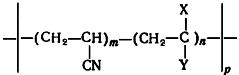 X
—(CH₂—CH)ₘ—(CH₂—C)ₙ—
CN Y
p